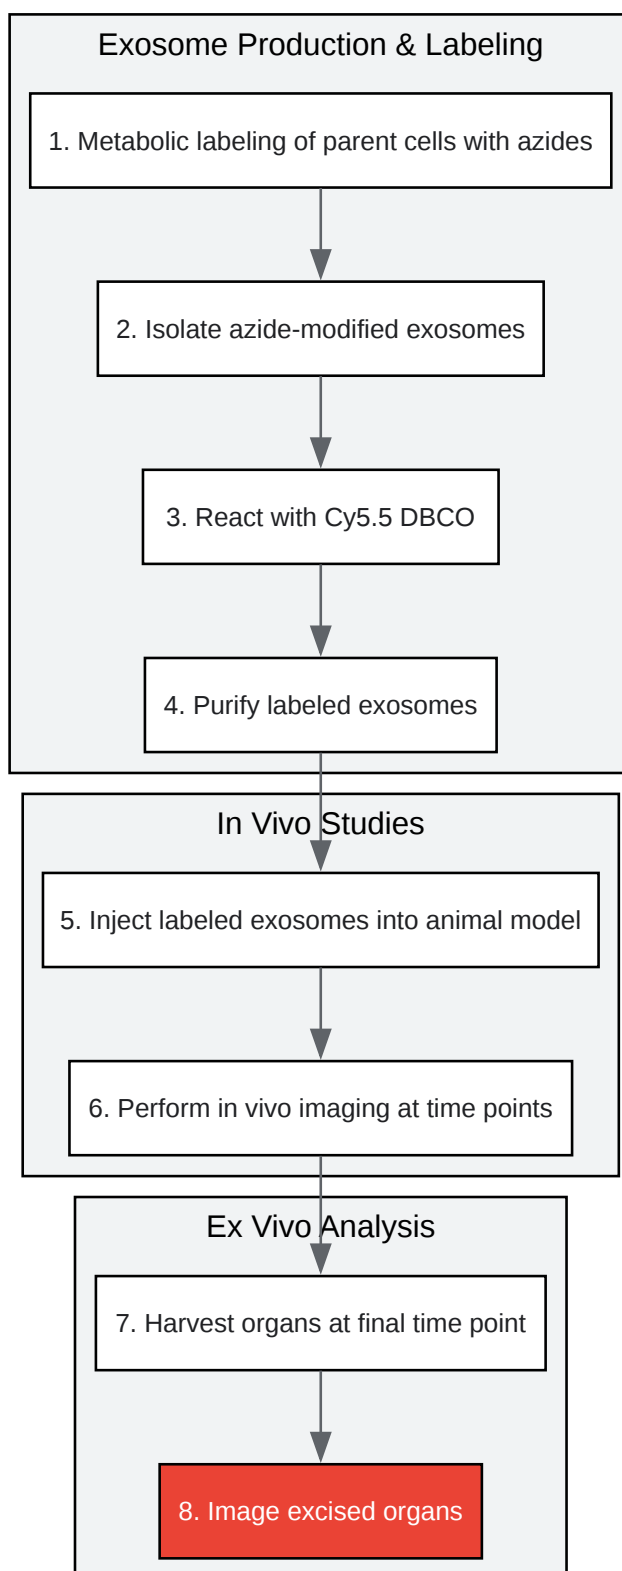 Exosome Production & Labeling
1. Metabolic labeling of parent cells with azides
2. Isolate azide-modified exosomes
3. React with Cy5.5 DBCO
4. Purify labeled exosomes
In Vivo Studies
5. Inject labeled exosomes into animal model
6. Perform in vivo imaging at time points
Ex Vivo Analysis
7. Harvest organs at final time point
8. Image excised organs